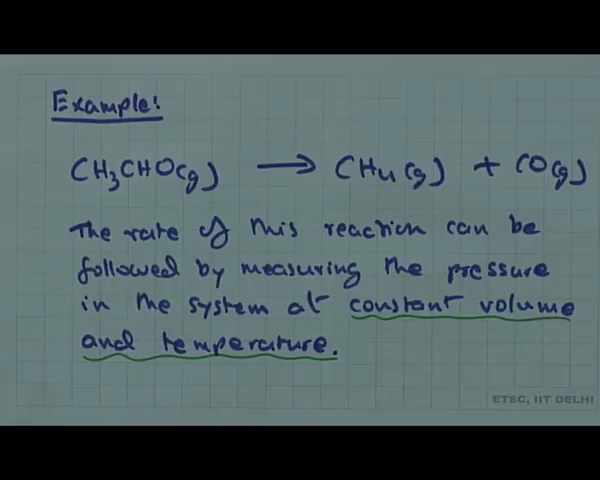 Example:
CH₃CHO(g) → CH₄(g) + CO(g)
The rate of this reaction can be
followed by measuring the pressure
in the system at constant volume
and temperature.
ETSC, IIT DELHI